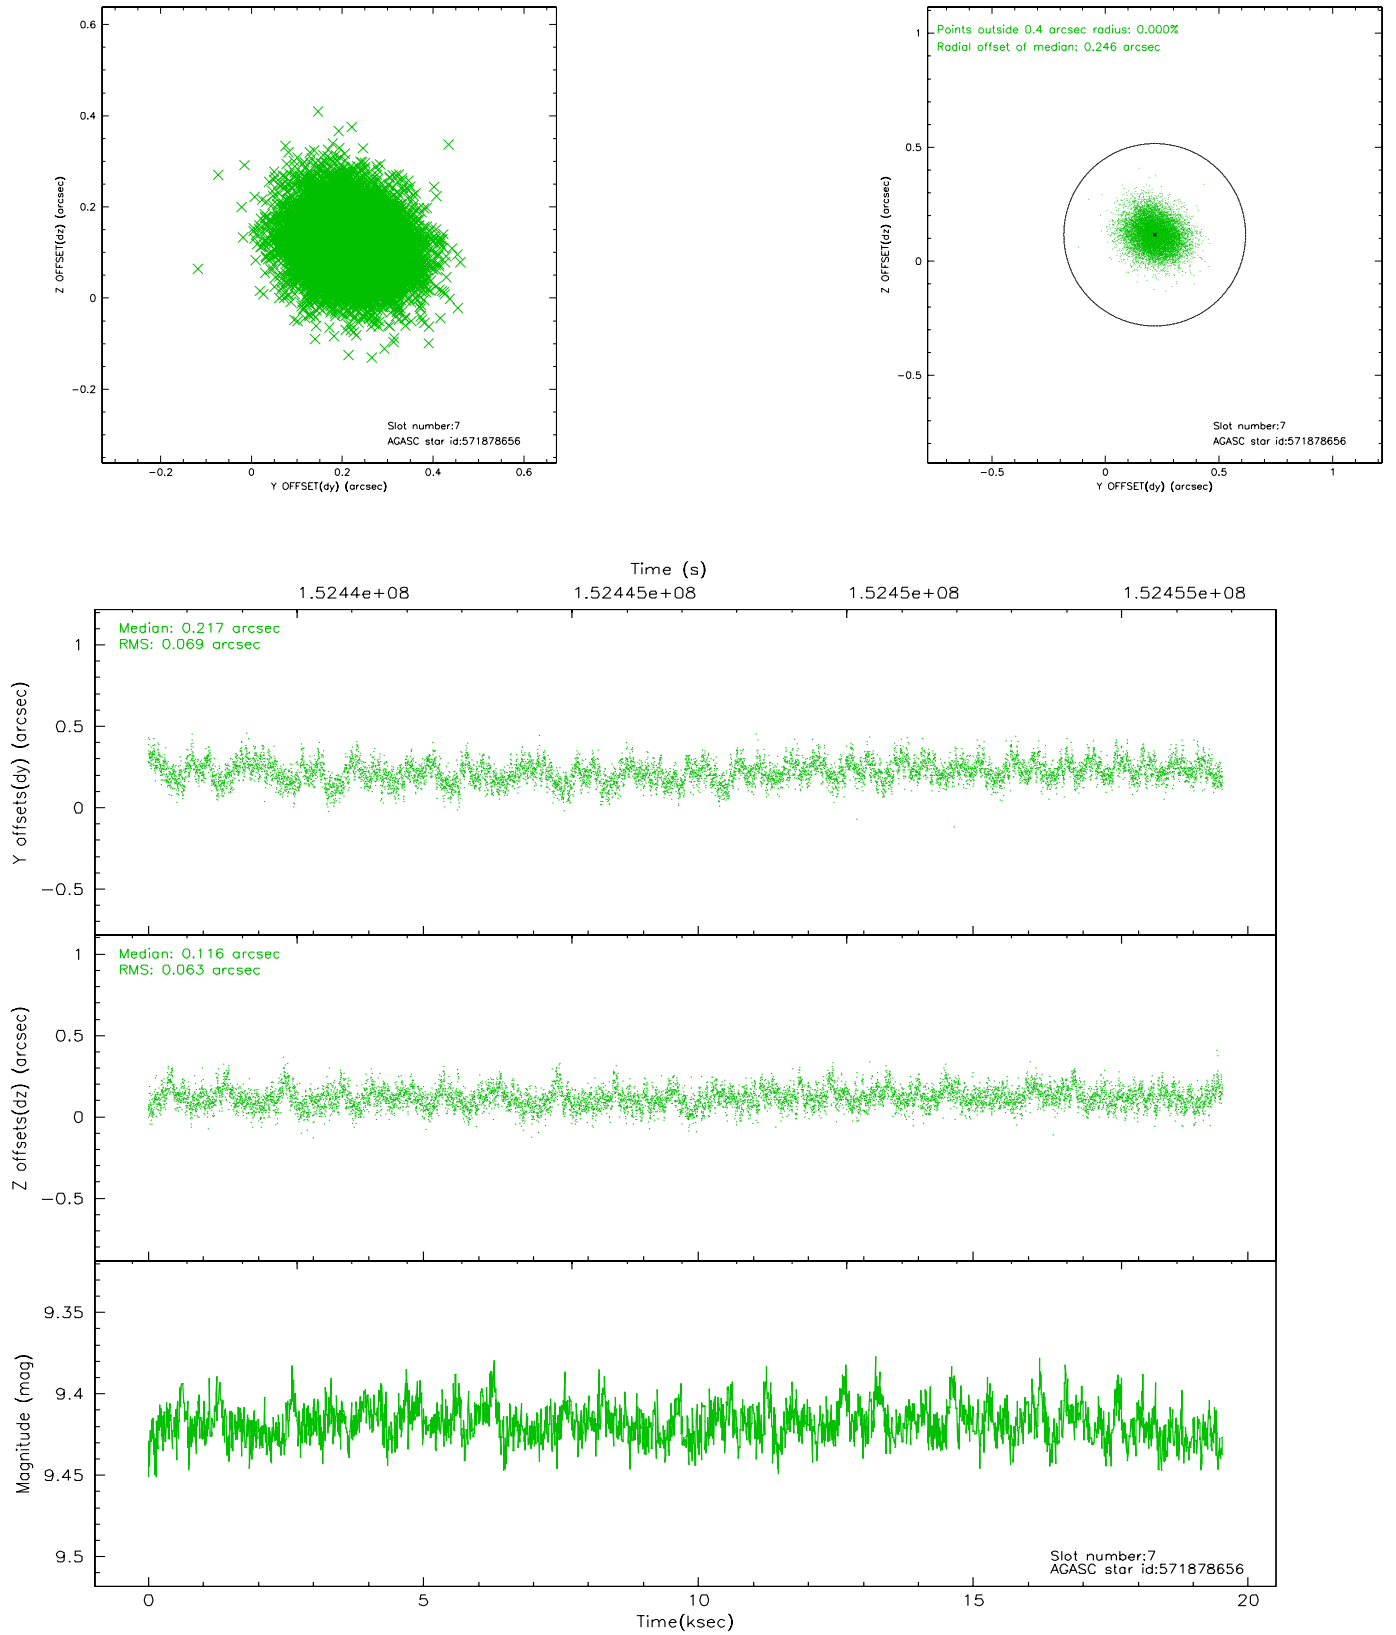 0.6
0.4
0.2
0
−0.2
Z OFFSET(dz) (arcsec)
Slot number:7
AGASC star id:571878656
−0.2 0 0.2 0.4 0.6
Y OFFSET(dy) (arcsec)
Points outside 0.4 arcsec radius: 0.000%
Radial offset of median: 0.246 arcsec
1
0.5
0
−0.5
Z OFFSET(dz) (arcsec)
Slot number:7
AGASC star id:571878656
−0.5 0 0.5 1
Y OFFSET(dy) (arcsec)
Time (s)
1.5244e+08 1.52445e+08 1.5245e+08 1.52455e+08
Median: 0.217 arcsec
RMS: 0.069 arcsec
1
0.5
0
−0.5
Y offsets(dy) (arcsec)
Median: 0.116 arcsec
RMS: 0.063 arcsec
1
0.5
0
−0.5
Z offsets(dz) (arcsec)
9.35
9.4
9.45
9.5
Magnitude (mag)
Slot number:7
AGASC star id:571878656
0 5 10 15 20
Time(ksec)